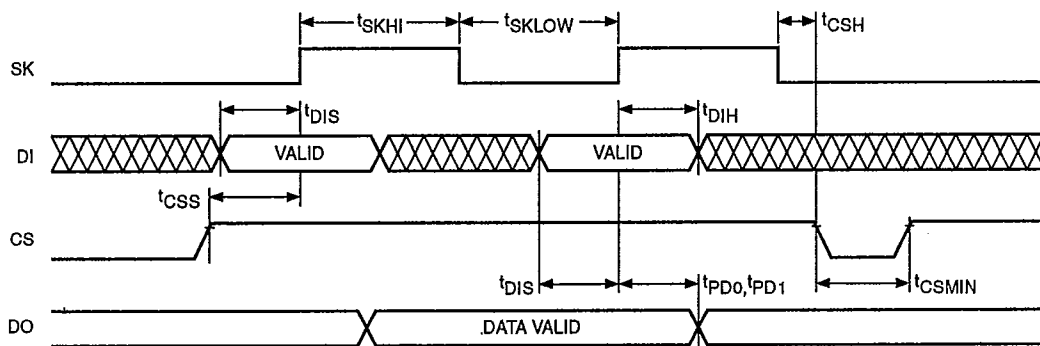 tSKHI
tSKLOW
tCSH
SK
tDIS
tDIH
DI
VALID
VALID
tCSS
CS
tDIS
tPD0,tPD1
tCSMIN
DO
DATA VALID